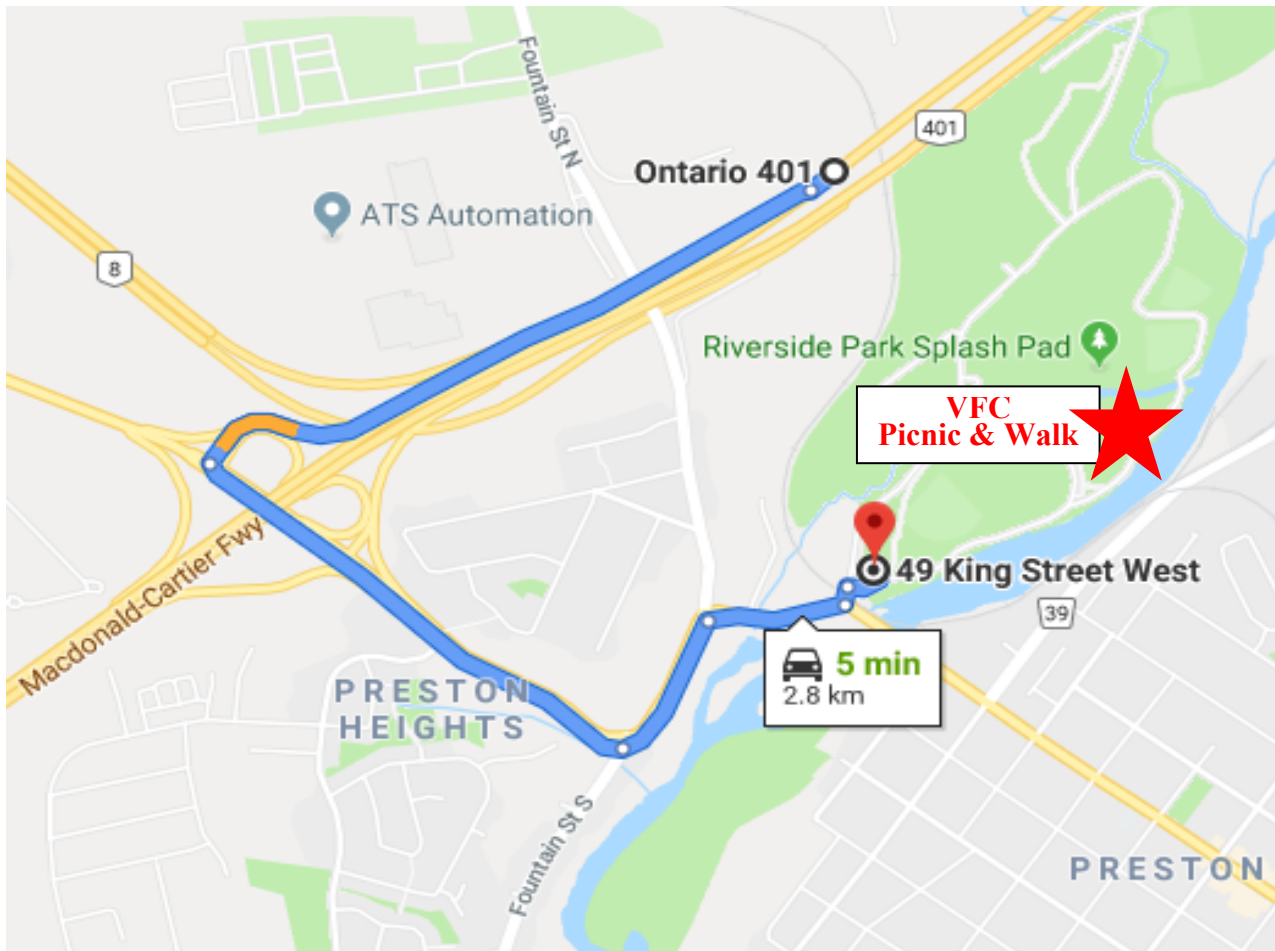 Fountain St N
401
Ontario 401
ATS Automation
8
Riverside Park Splash Pad
VFC
Picnic & Walk
Macdonald-Cartier Fwy
49 King Street West
39
5 min
2.8 km
PRESTON
HEIGHTS
Fountain St S
PRESTON